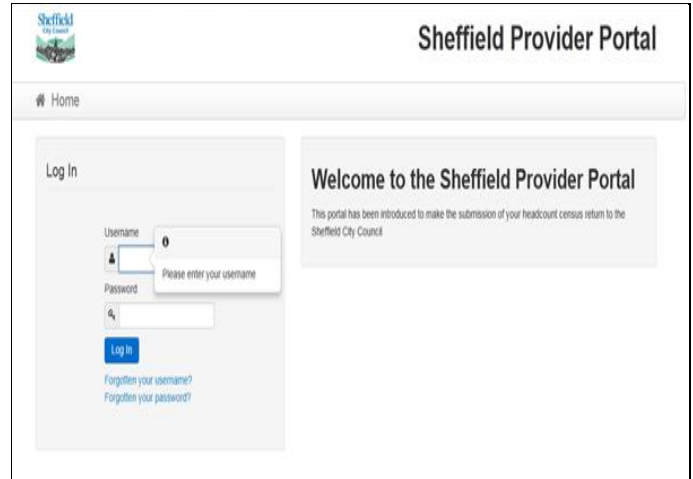 Sheffield
City Council
Sheffield Provider Portal
Home
Log In
Welcome to the Sheffield Provider Portal
This portal has been introduced to make the submission of your headcount census return to the
Sheffield City Council
Username
Please enter your username
Password
Log In
Forgotten your username?
Forgotten your password?